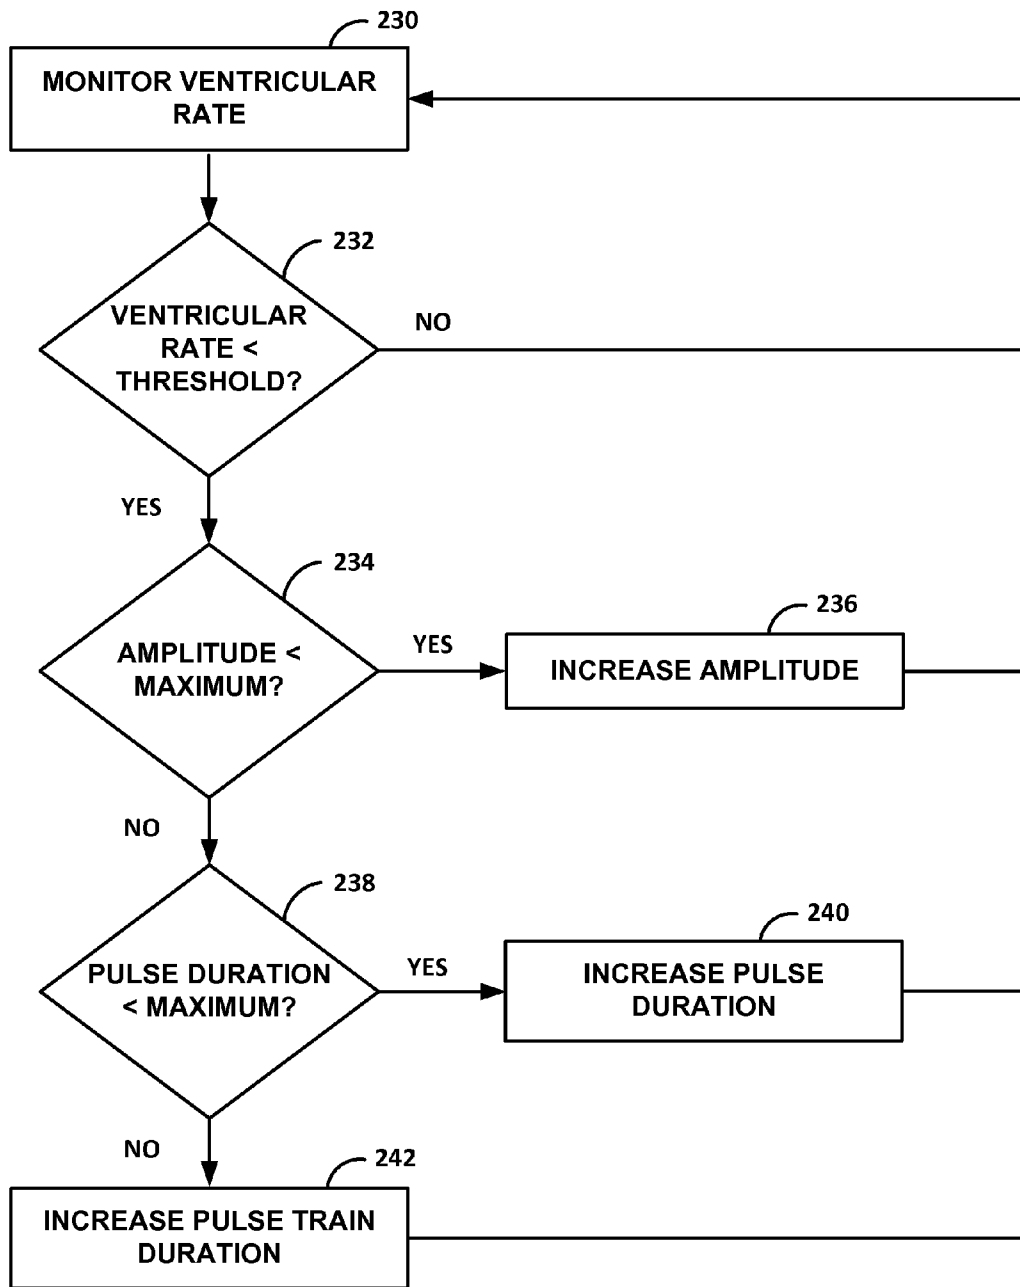 230
MONITOR VENTRICULAR
RATE
232
VENTRICULAR
RATE <
THRESHOLD?
NO
YES
234
AMPLITUDE <
MAXIMUM?
YES
236
INCREASE AMPLITUDE
NO
238
PULSE DURATION
< MAXIMUM?
YES
240
INCREASE PULSE
DURATION
NO
242
INCREASE PULSE TRAIN
DURATION